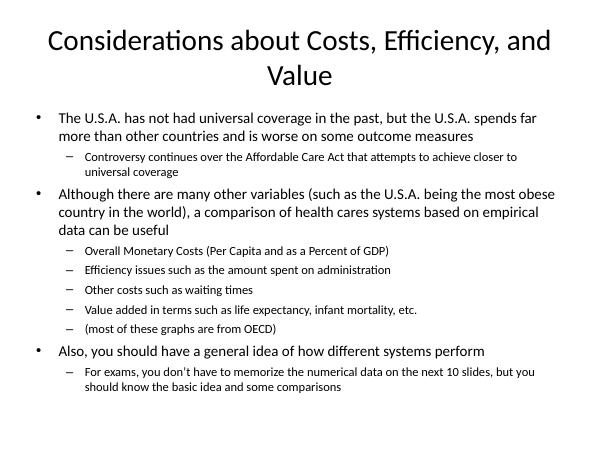 Considerations about Costs, Efficiency, and
Value
• The U.S.A. has not had universal coverage in the past, but the U.S.A. spends far
more than other countries and is worse on some outcome measures
– Controversy continues over the Affordable Care Act that attempts to achieve closer to
universal coverage
• Although there are many other variables (such as the U.S.A. being the most obese
country in the world), a comparison of health cares systems based on empirical
data can be useful
– Overall Monetary Costs (Per Capita and as a Percent of GDP)
– Efficiency issues such as the amount spent on administration
– Other costs such as waiting times
– Value added in terms such as life expectancy, infant mortality, etc.
– (most of these graphs are from OECD)
• Also, you should have a general idea of how different systems perform
– For exams, you don’t have to memorize the numerical data on the next 10 slides, but you
should know the basic idea and some comparisons